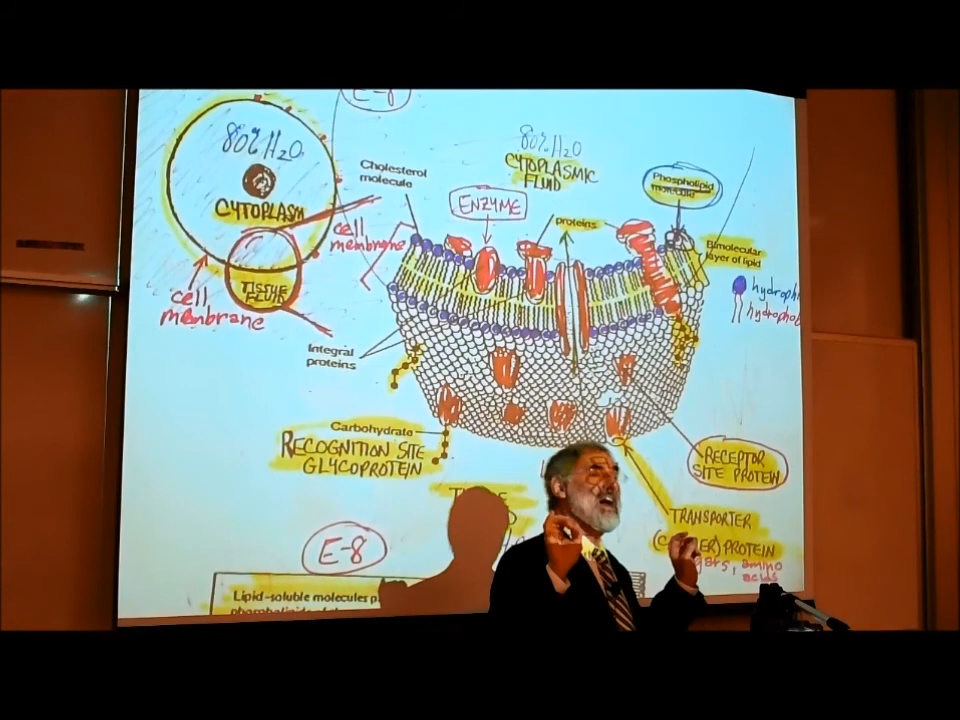 E-8
80% H₂O
CYTOPLASM
cell
membrane
TISSUE
FLUID
cell
membrane
Cholesterol
molecule
80% H₂O
CYTOPLASMIC
FLUID
ENZYME
proteins
Phospholipid
molecule
Bimolecular
layer of lipid
Integral
proteins
Carbohydrate
RECOGNITION SITE
GLYCOPROTEIN
RECEPTOR
SITE PROTEIN
TRANSPORTER
PROTEIN
amino
acids
E-8
Lipid-soluble molecules